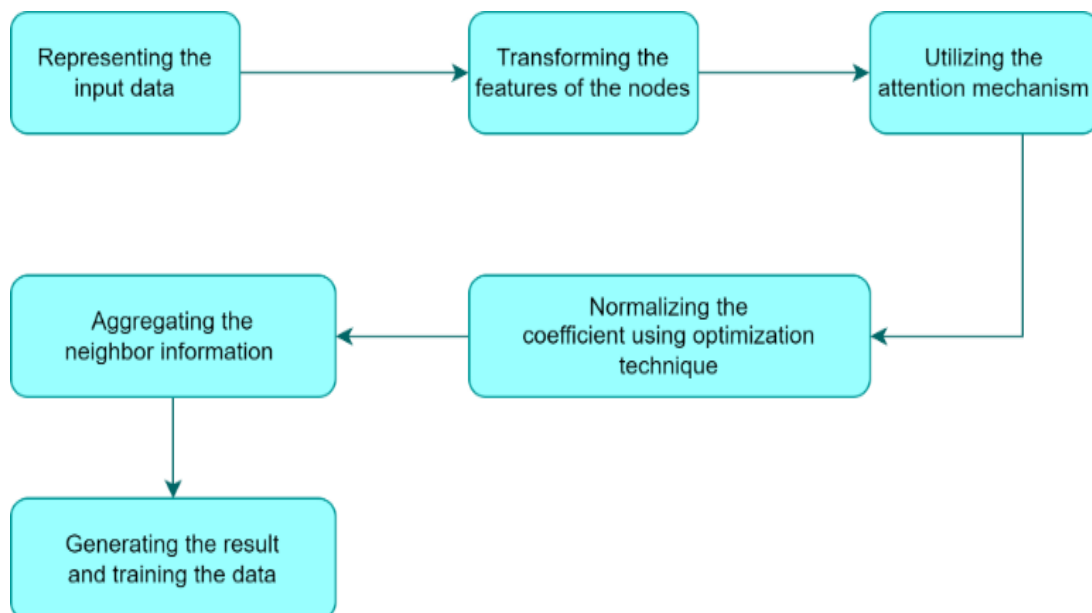 Representing the
input data
Transforming the
features of the nodes
Utilizing the
attention mechanism
Normalizing the
coefficient using optimization
technique
Aggregating the
neighbor information
Generating the result
and training the data